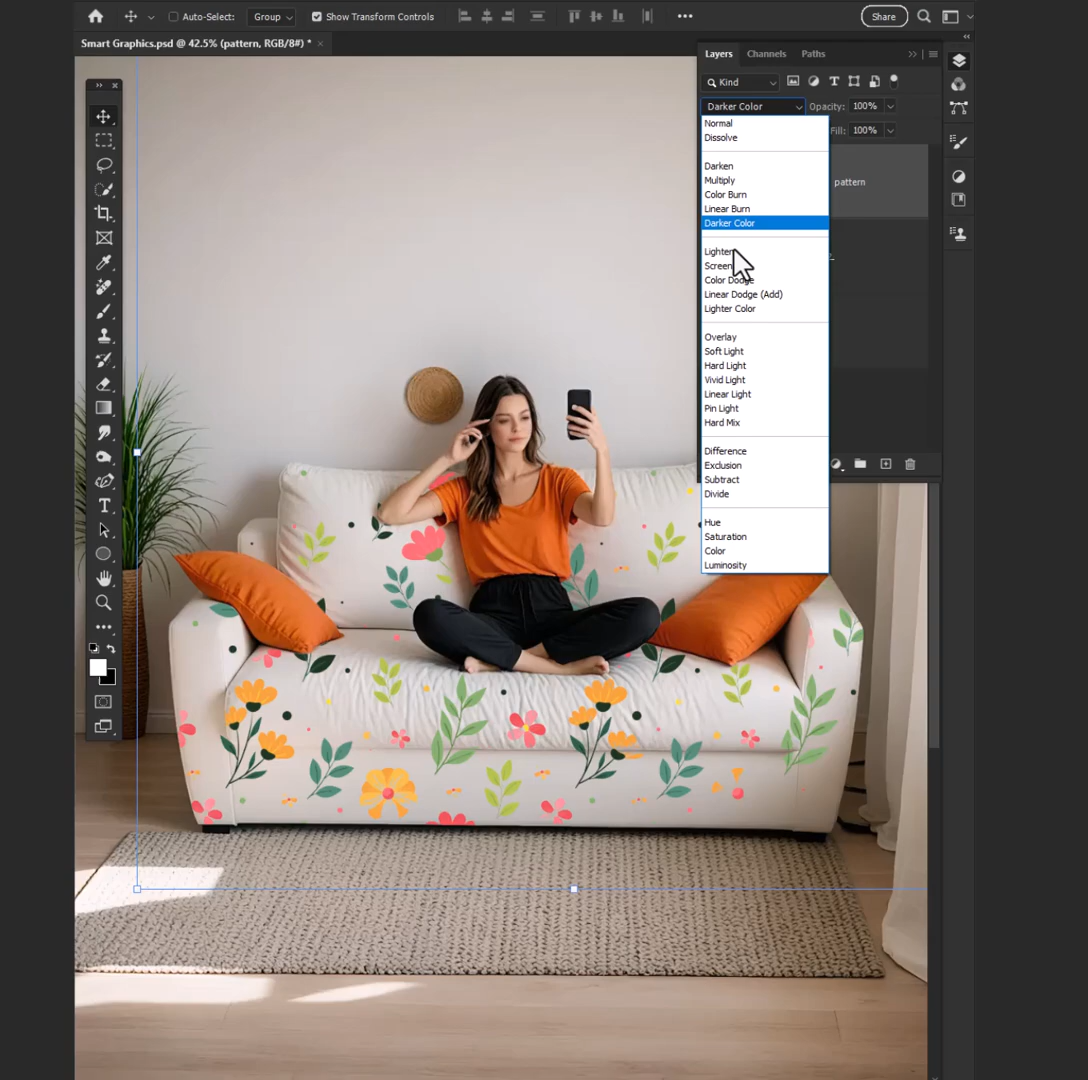 Auto-Select: Group Show Transform Controls Share
Smart Graphics.psd @ 42.5% (pattern, RGB/8#) * ×
Layers Channels Paths
Kind
Darker Color Opacity: 100%
Fill: 100%
Normal
Dissolve
Darken
Multiply
Color Burn
Linear Burn
Darker Color
Lighten
Screen
Color Dodge
Linear Dodge (Add)
Lighter Color
Overlay
Soft Light
Hard Light
Vivid Light
Linear Light
Pin Light
Hard Mix
Difference
Exclusion
Subtract
Divide
Hue
Saturation
Color
Luminosity
pattern